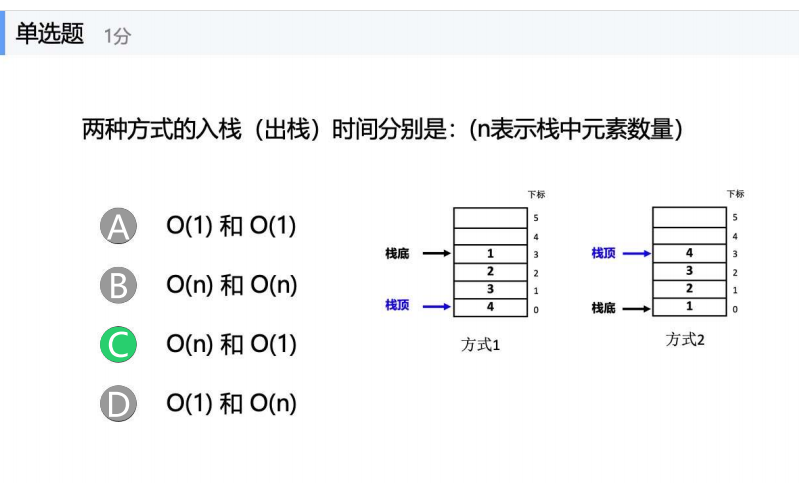 单选题 1分
两种方式的入栈（出栈）时间分别是：(n表示栈中元素数量）
A O(1) 和 O(1)
B O(n) 和 O(n)
C O(n) 和 O(1)
D O(1) 和 O(n)
下标
5
4
栈底 1 3
2 2
3 1
栈顶 4 0
方式1
下标
5
4
栈顶 4 3
3 2
2 1
栈底 1 0
方式2